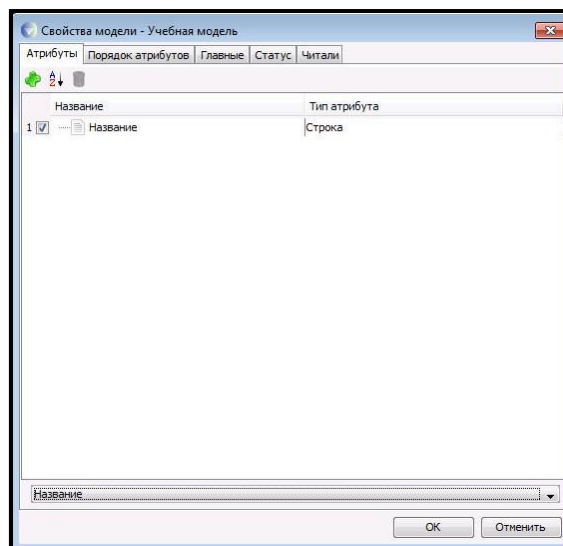 Свойства модели - Учебная модель
Атрибуты Порядок атрибутов Главные Статус Читали
Название Тип атрибута
1 Название Строка
Название
OK Отменить